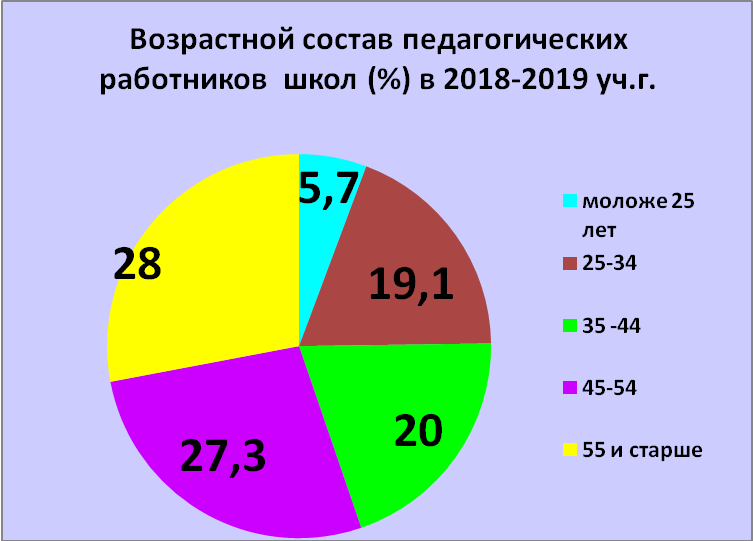 Возрастной состав педагогических
работников школ (%) в 2018-2019 уч.г.
5,7
19,1
20
27,3
28
моложе 25
лет
25-34
35 -44
45-54
55 и старше